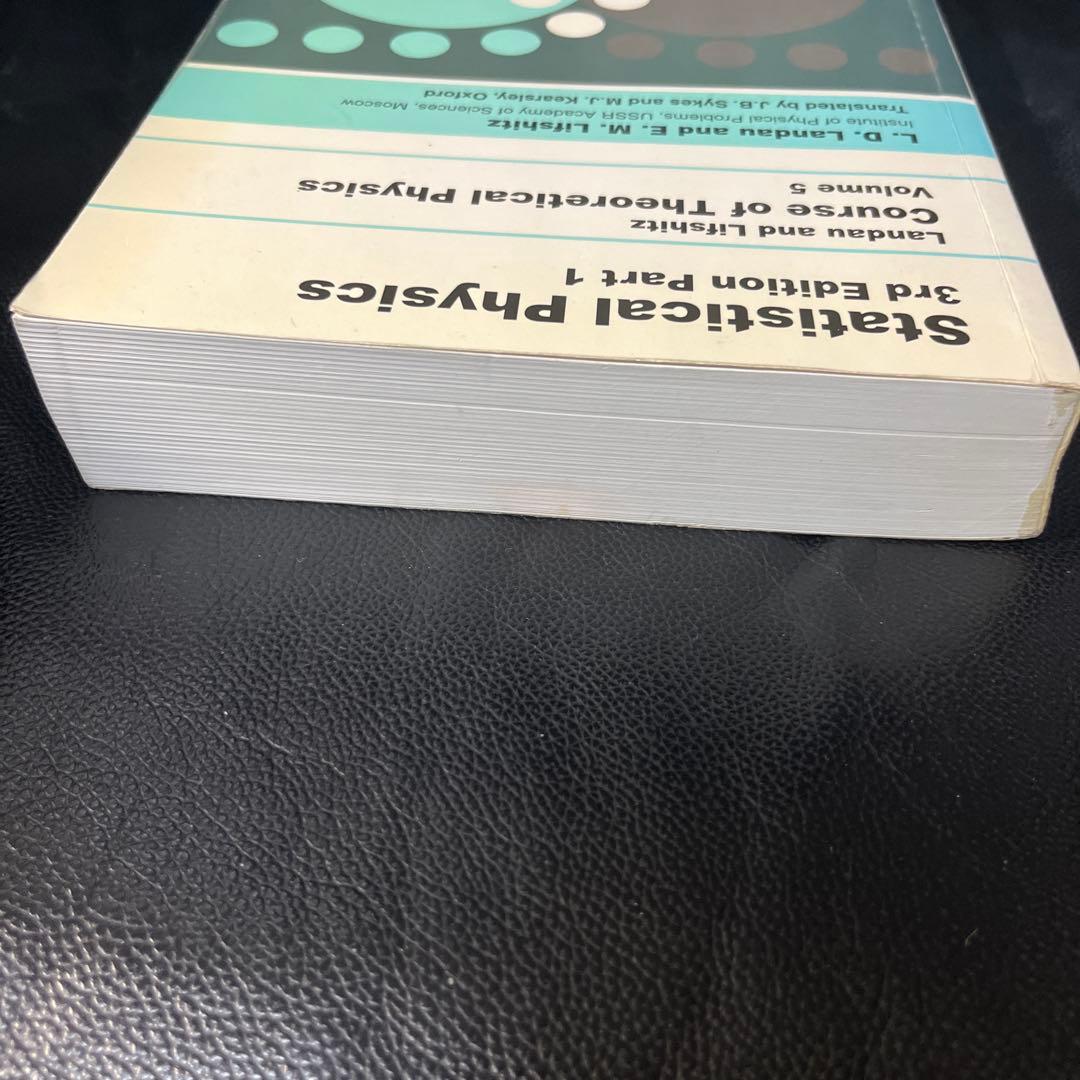 Statistical Physics
3rd Edition Part 1
Landau and Lifshitz
Course of Theoretical Physics
Volume 5
L. D. Landau and E. M. Lifshitz
Institute of Physical Problems, USSR Academy of Sciences, Moscow
Translated by J.B. Sykes and M.J. Kearsley, Oxford